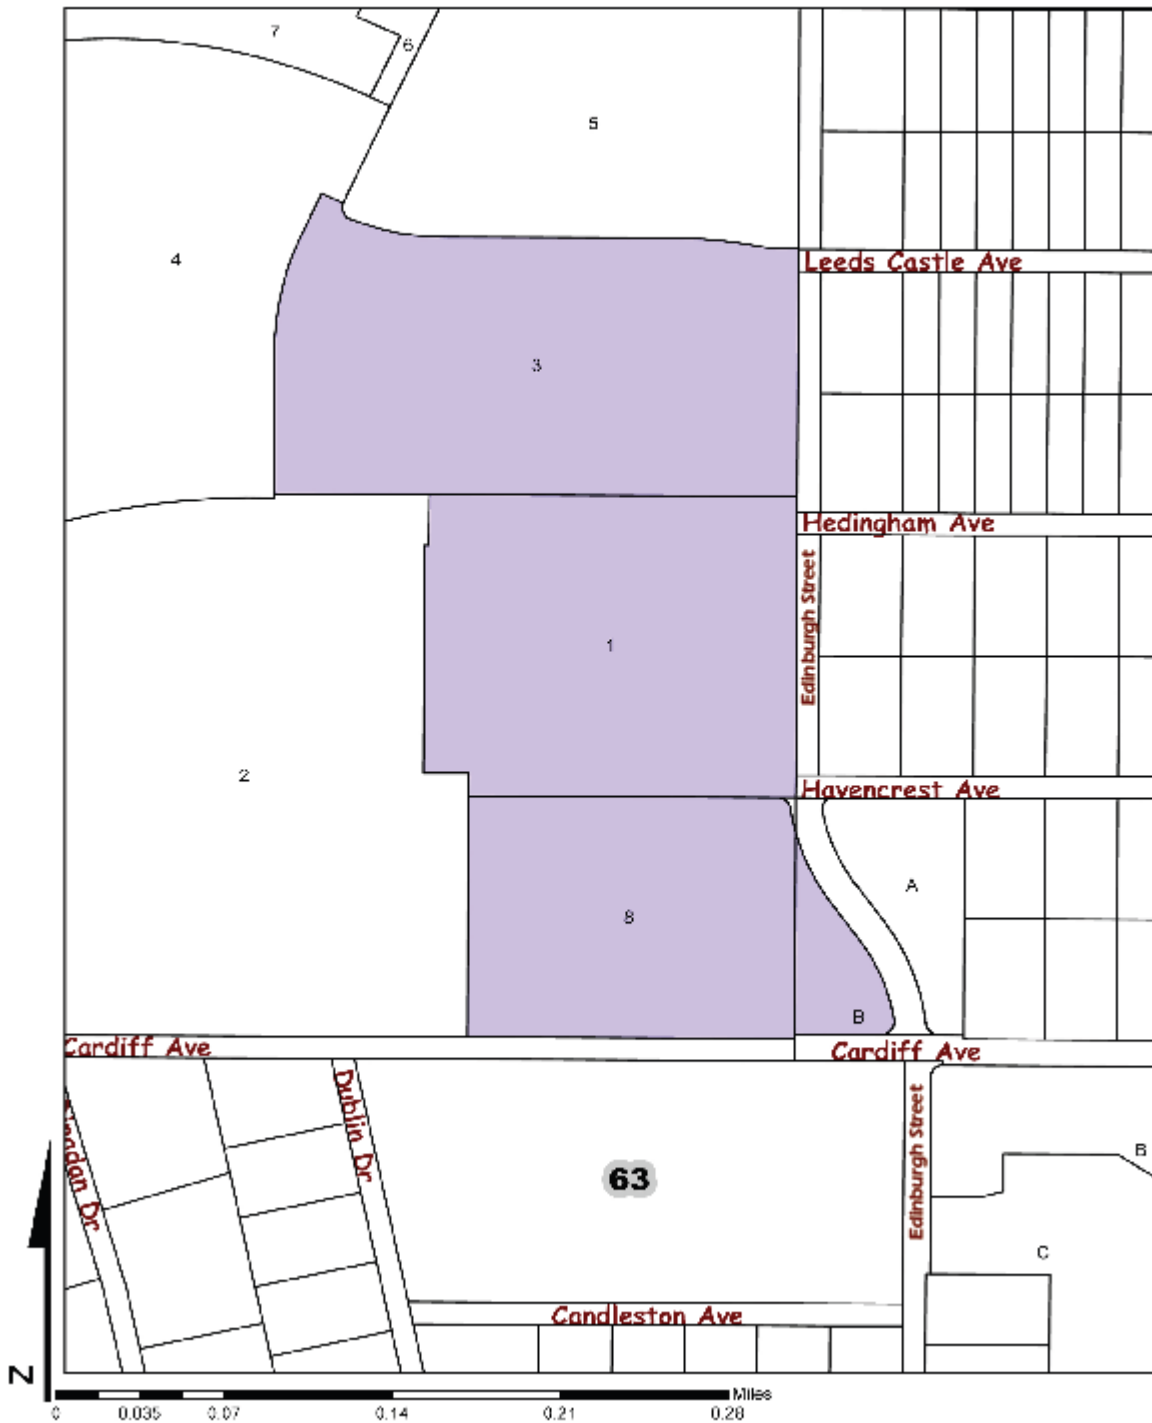 7
6
5
4
Leeds Castle Ave
3
Hedingham Ave
Edinburgh Street
1
2
Havencrest Ave
A
8
B
Cardiff Ave
Cardiff Ave
Dublin Dr
Dr
Edinburgh Street
B
63
C
Candleston Ave
N
Miles
0 0.035 0.07 0.14 0.21 0.28